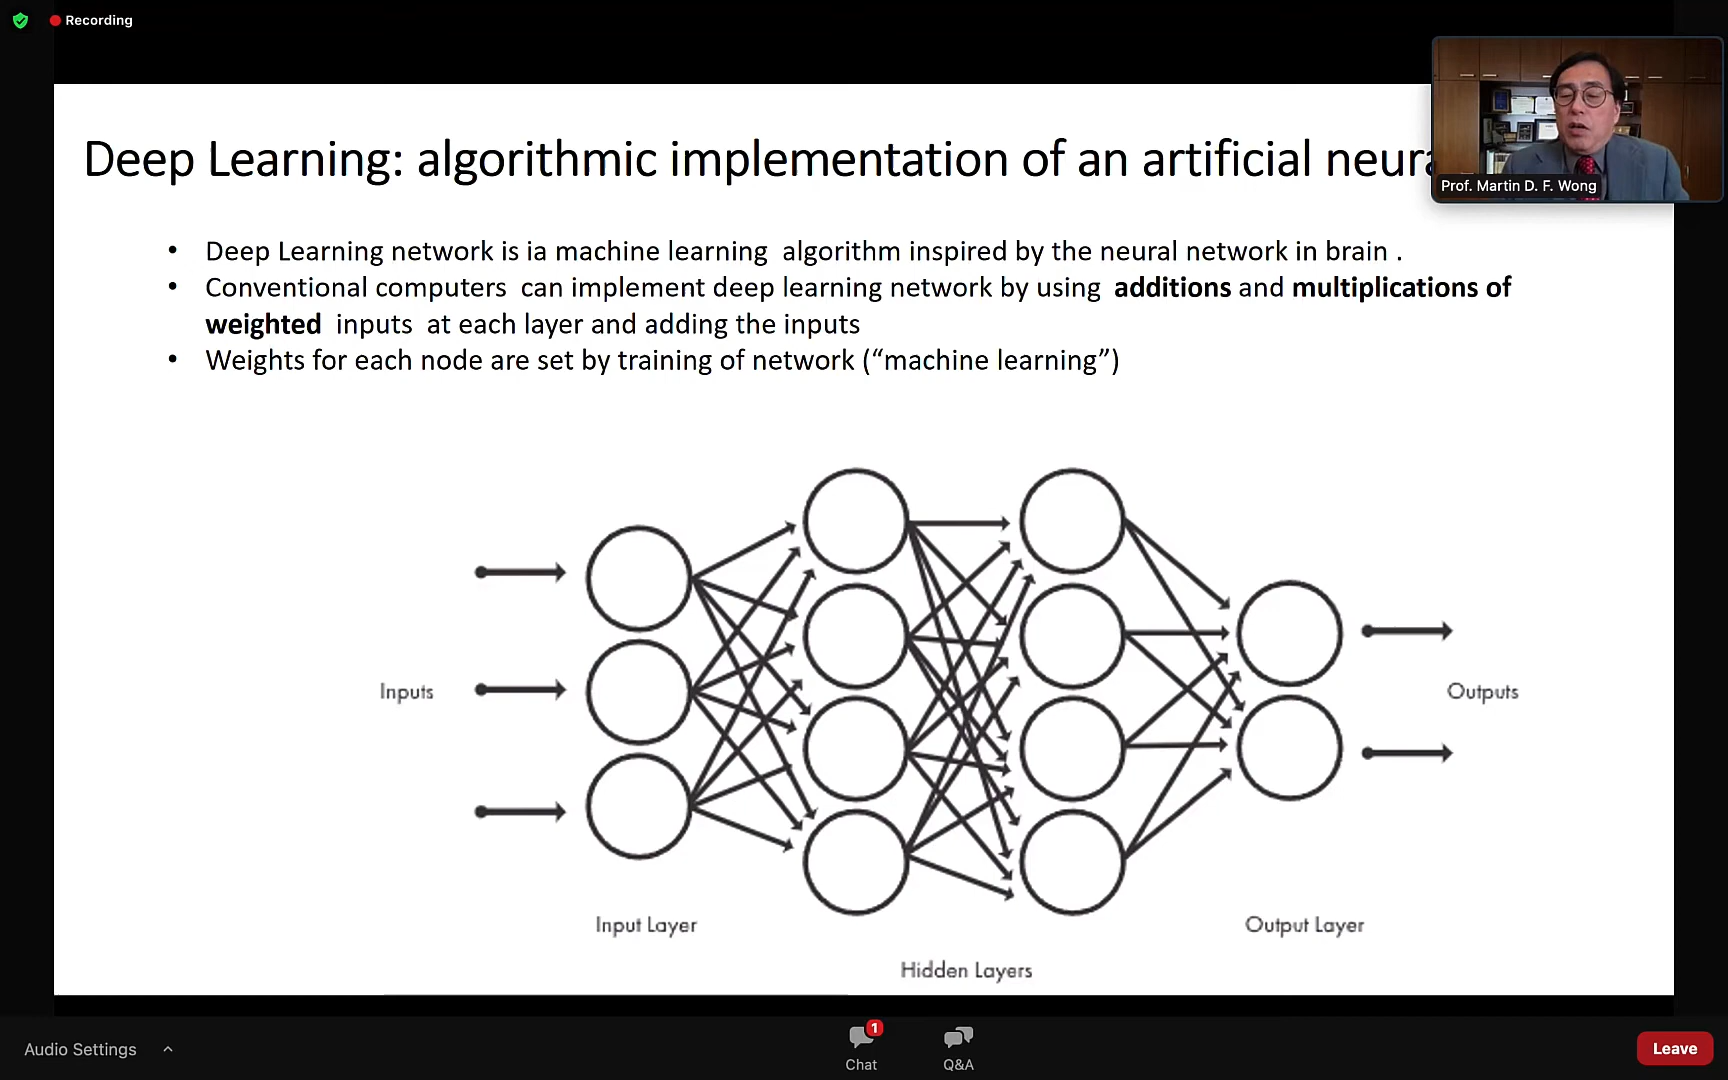 Recording
Deep Learning: algorithmic implementation of an artificial neura
Prof. Martin D. F. Wong
• Deep Learning network is ia machine learning algorithm inspired by the neural network in brain .
• Conventional computers can implement deep learning network by using additions and multiplications of
weighted inputs at each layer and adding the inputs
• Weights for each node are set by training of network (“machine learning”)
Inputs
Outputs
Input Layer
Output Layer
Hidden Layers
Audio Settings
1
Chat
Q&A
Leave